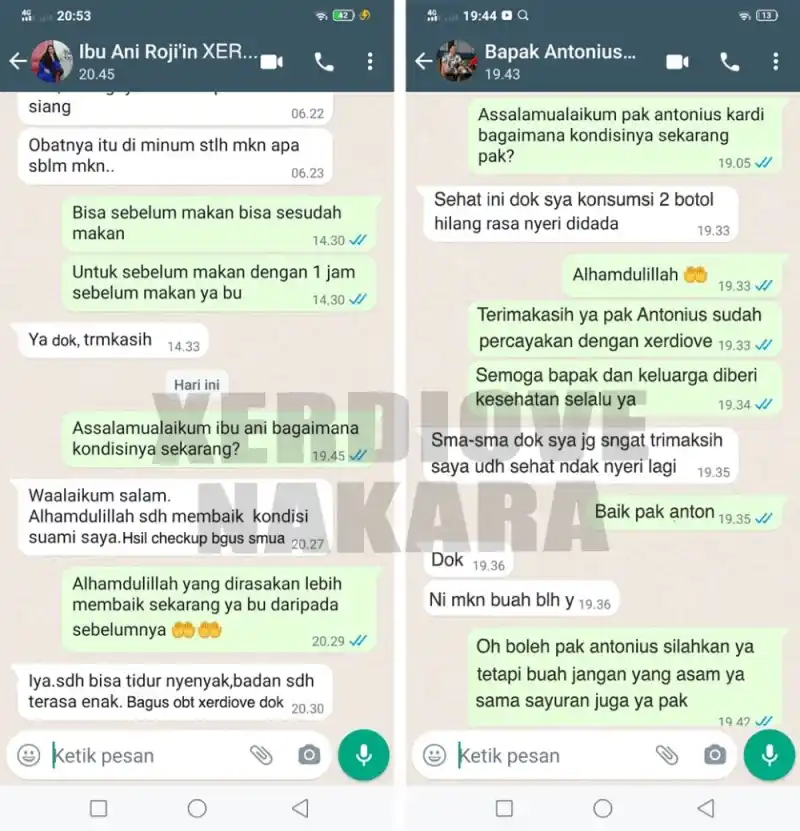 4G 20:53 42
Ibu Ani Roji'in XER...
20.45
siang
06.22
Obatnya itu di minum stlh mkn apa
sblm mkn..
06.23
Bisa sebelum makan bisa sesudah
makan
14.30
Untuk sebelum makan dengan 1 jam
sebelum makan ya bu
14.30
Ya dok, trmkasih 14.33
Hari ini
Assalamualaikum ibu ani bagaimana
kondisinya sekarang?
19.45
Waalaikum salam.
Alhamdulillah sdh membaik kondisi
suami saya.Hsil checkup bgus smua 20.27
Alhamdulillah yang dirasakan lebih
membaik sekarang ya bu daripada
sebelumnya 🤲🤲
20.29
Iya.sdh bisa tidur nyenyak,badan sdh
terasa enak. Bagus obt xerdiove dok 20.30
Ketik pesan
4G 19:44 13
Bapak Antonius...
19.43
Assalamualaikum pak antonius kardi
bagaimana kondisinya sekarang
pak?
19.05
Sehat ini dok sya konsumsi 2 botol
hilang rasa nyeri didada
19.33
Alhamdulillah 🤲 19.33
Terimakasih ya pak Antonius sudah
percayakan dengan xerdiove 19.33
Semoga bapak dan keluarga diberi
kesehatan selalu ya
19.34
Sma-sma dok sya jg sngat trimaksih
saya udh sehat ndak nyeri lagi 19.35
Baik pak anton 19.35
Dok 19.36
Ni mkn buah blh y 19.36
Oh boleh pak antonius silahkan ya
tetapi buah jangan yang asam ya
sama sayuran juga ya pak
19.42
Ketik pesan
XERDIOVE
NAKARA